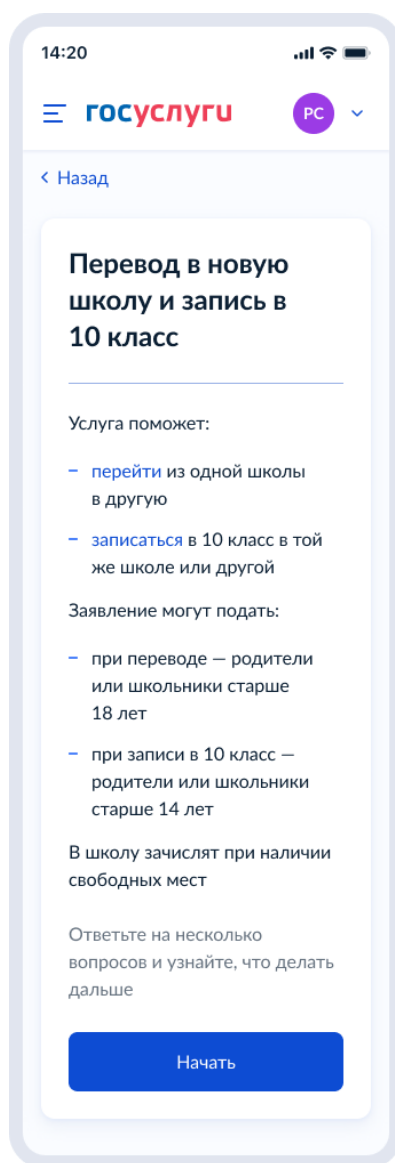 14:20
госуслуги
РС
Назад
Перевод в новую
школу и запись в
10 класс
Услуга поможет:
– перейти из одной школы
в другую
– записаться в 10 класс в той
же школе или другой
Заявление могут подать:
– при переводе — родители
или школьники старше
18 лет
– при записи в 10 класс —
родители или школьники
старше 14 лет
В школу зачислят при наличии
свободных мест
Ответьте на несколько
вопросов и узнайте, что делать
дальше
Начать